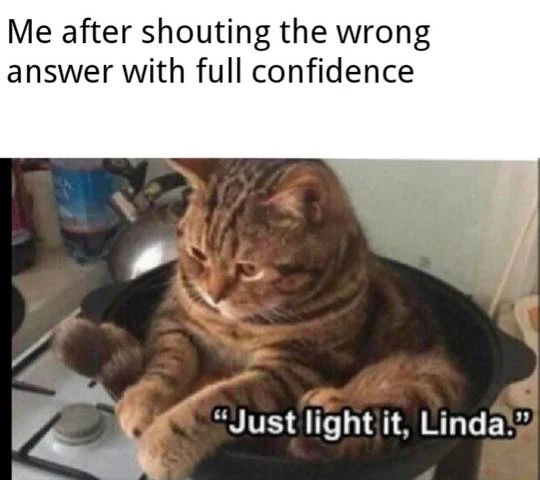 Me after shouting the wrong
answer with full confidence
“Just light it, Linda.”